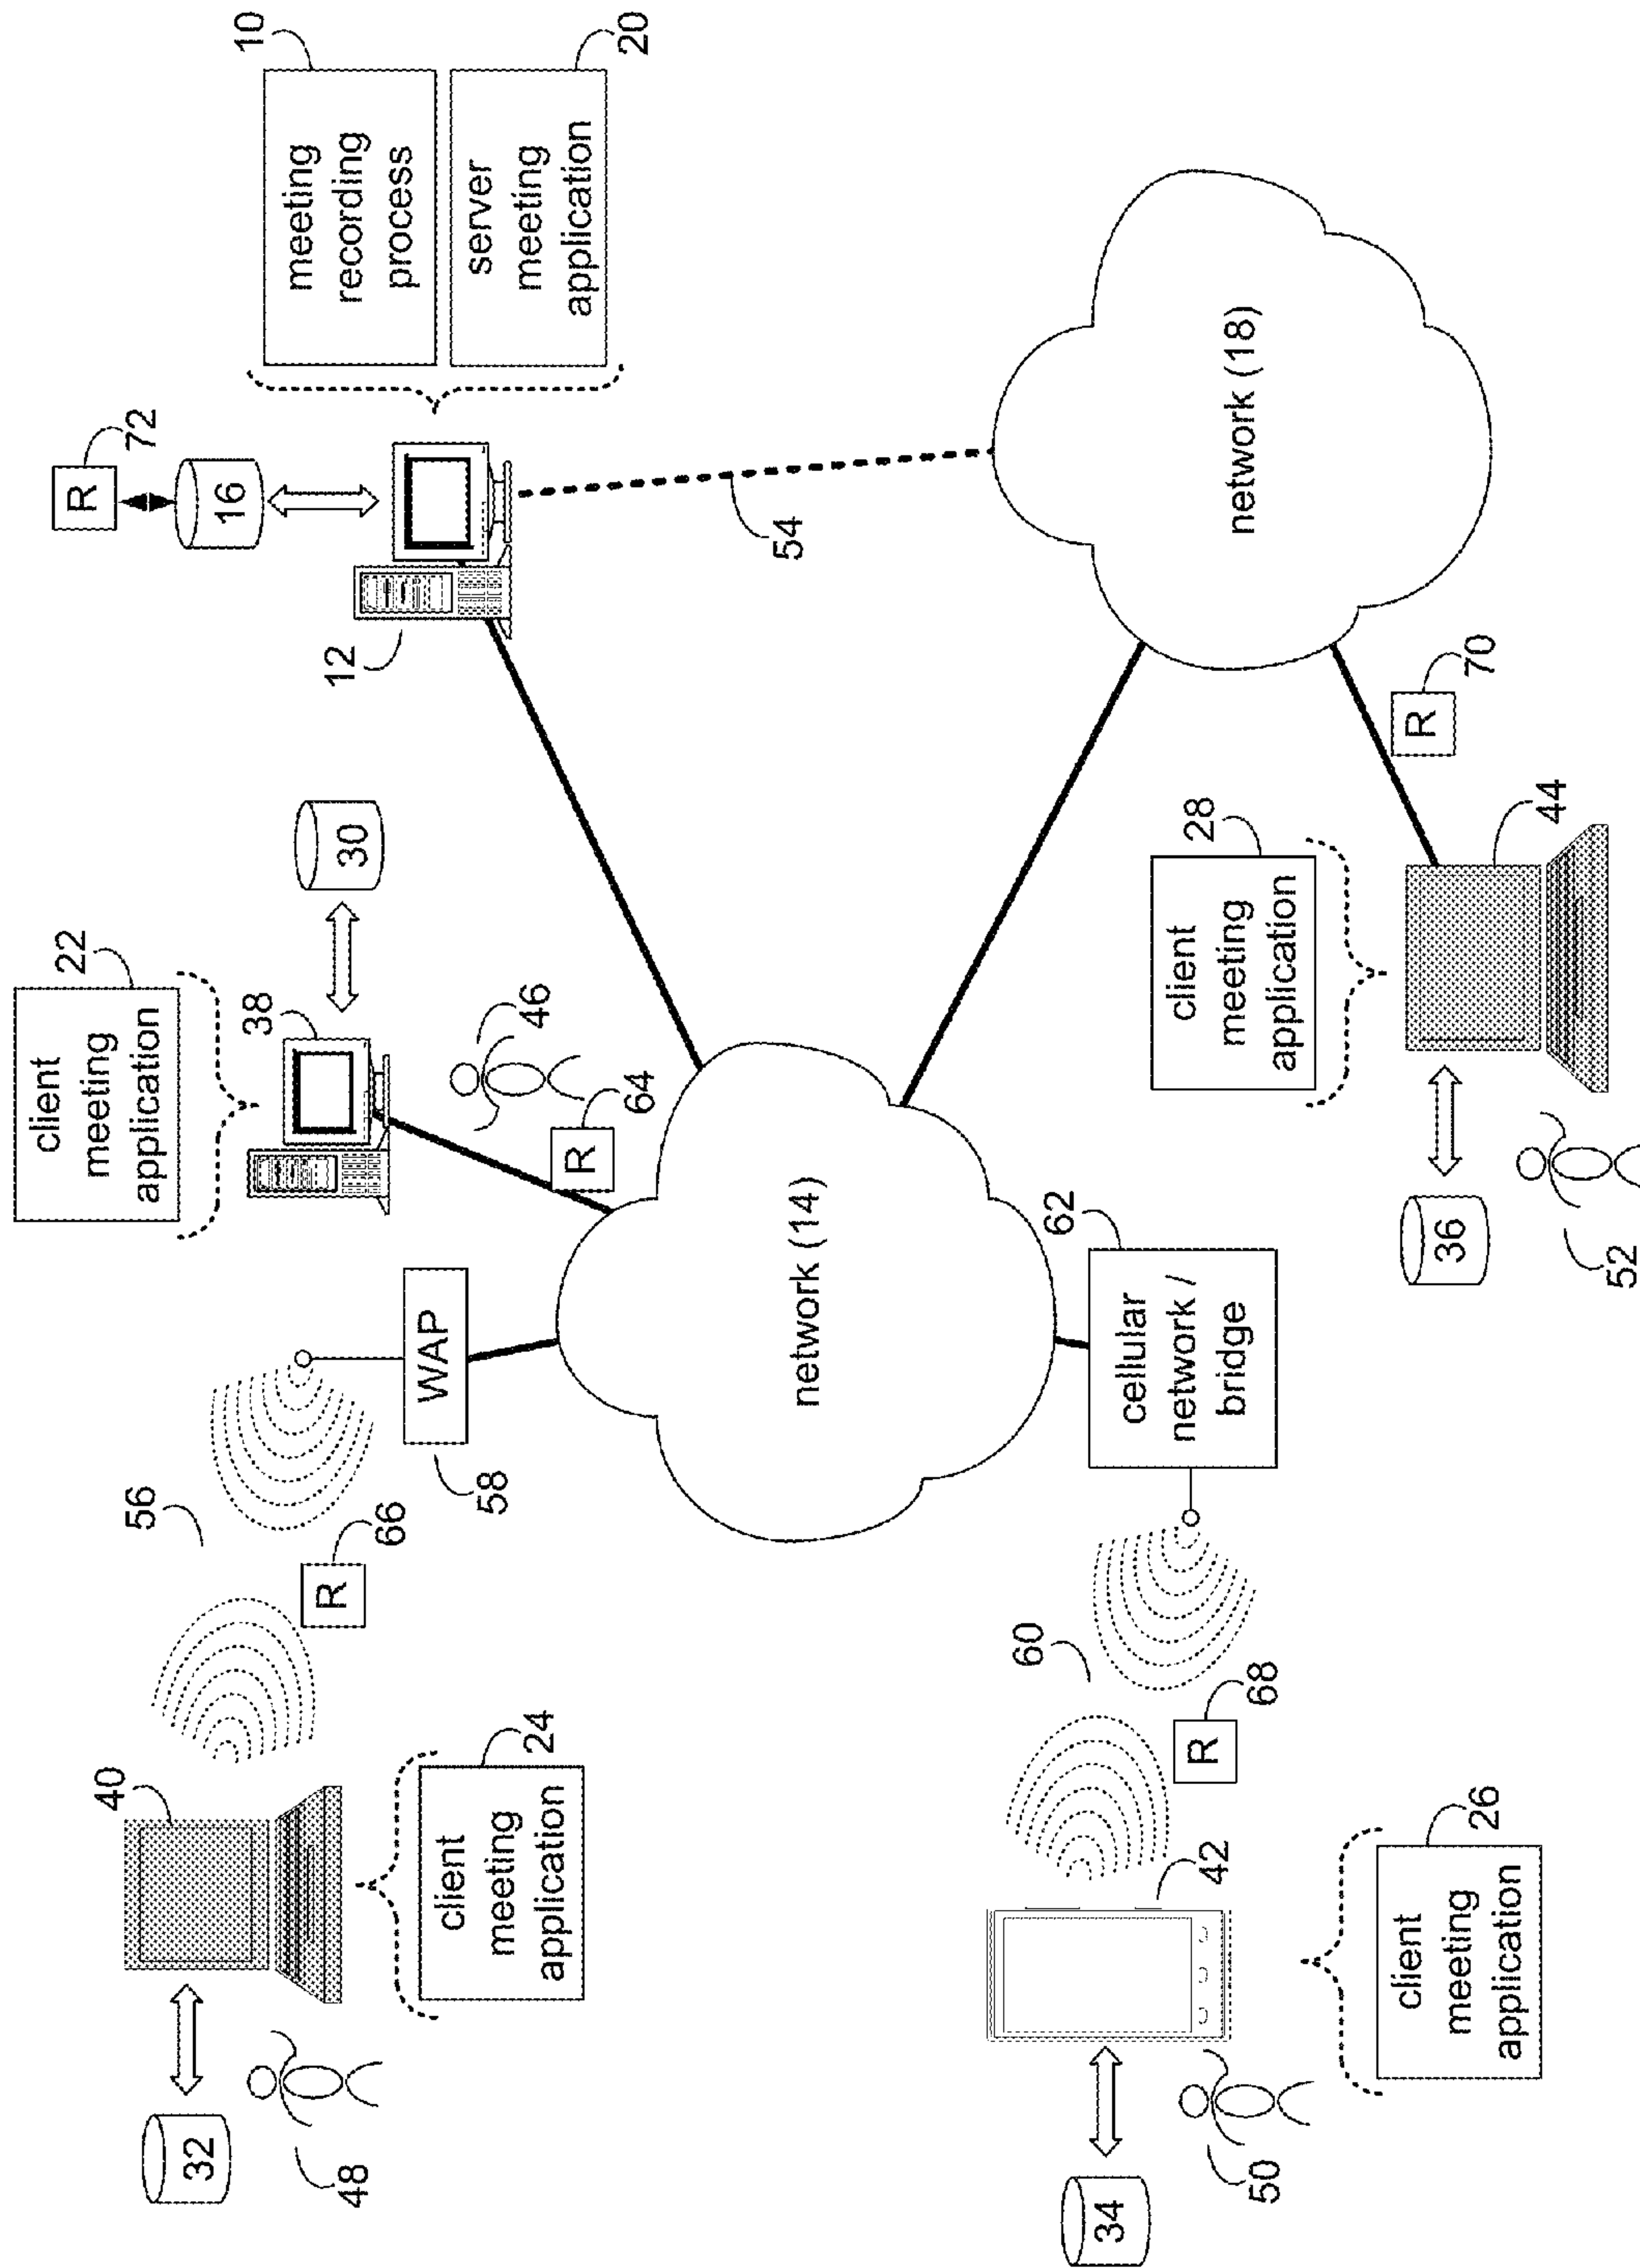 32
48
40
client
meeting
application
24
56
R
66
WAP
58
client
meeting
application
22
38
30
46
R
64
R
72
16
12
meeting
recording
process
10
server
meeting
application
20
54
network (14)
network (18)
34
50
42
client
meeting
application
26
60
R
68
cellular
network /
bridge
62
client
meeting
application
28
R
70
44
36
52